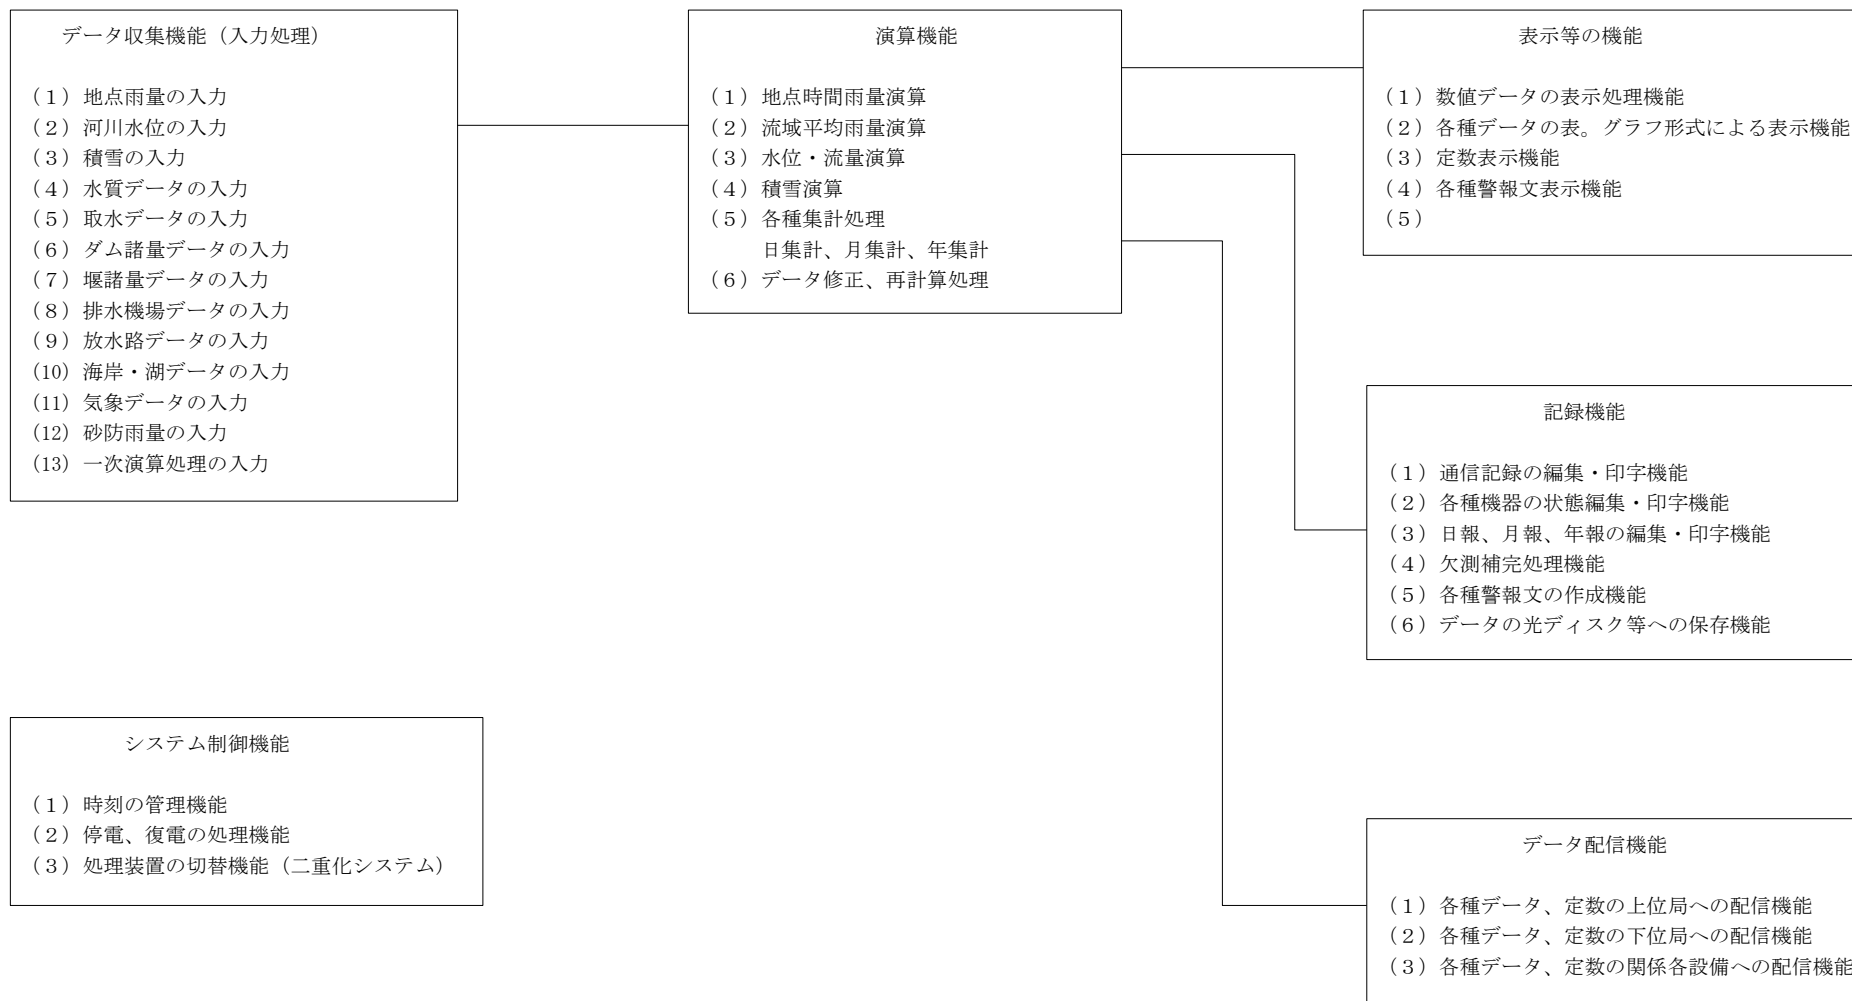 データ収集機能（入力処理）
（１）地点雨量の入力
（２）河川水位の入力
（３）積雪の入力
（４）水質データの入力
（５）取水データの入力
（６）ダム諸量データの入力
（７）堰諸量データの入力
（８）排水機場データの入力
（９）放水路データの入力
（10）海岸・湖データの入力
（11）気象データの入力
（12）砂防雨量の入力
（13）一次演算処理の入力
演算機能
（１）地点時間雨量演算
（２）流域平均雨量演算
（３）水位・流量演算
（４）積雪演算
（５）各種集計処理
日集計、月集計、年集計
（６）データ修正、再計算処理
表示等の機能
（１）数値データの表示処理機能
（２）各種データの表。グラフ形式による表示機能
（３）定数表示機能
（４）各種警報文表示機能
（５）
記録機能
（１）通信記録の編集・印字機能
（２）各種機器の状態編集・印字機能
（３）日報、月報、年報の編集・印字機能
（４）欠測補完処理機能
（５）各種警報文の作成機能
（６）データの光ディスク等への保存機能
システム制御機能
（１）時刻の管理機能
（２）停電、復電の処理機能
（３）処理装置の切替機能（二重化システム）
データ配信機能
（１）各種データ、定数の上位局への配信機能
（２）各種データ、定数の下位局への配信機能
（３）各種データ、定数の関係各設備への配信機能